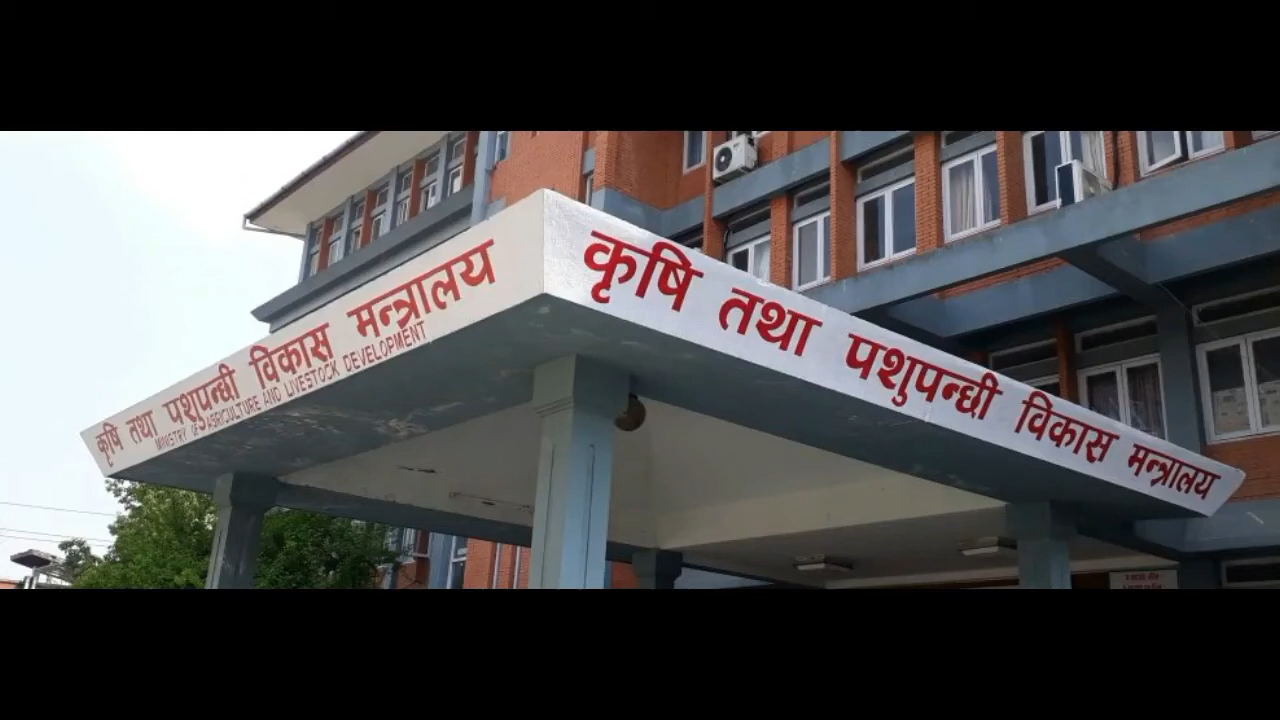 कृषि तथा पशुपन्छी विकास मन्त्रालय
MINISTRY OF AGRICULTURE AND LIVESTOCK DEVELOPMENT
कृषि तथा पशुपन्छी विकास मन्त्रालय